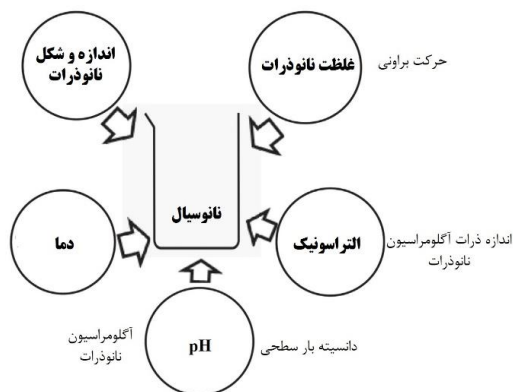 اندازه و شکل
نانوذرات
غلظت نانوذرات
حرکت براونی
نانوسیال
دما
التراسونیک
اندازه ذرات آگلومراسیون
نانوذرات
pH
دانسیته بار سطحی
آگلومراسیون
نانوذرات